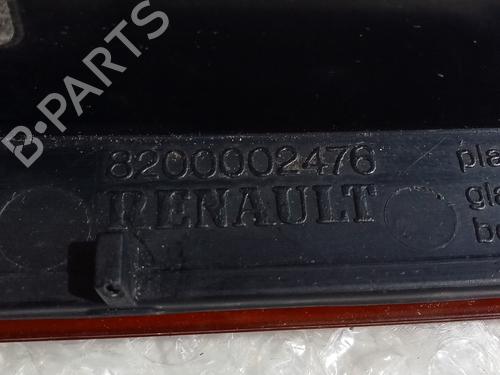 B-PARTS
8200002476
RENAULT
pla
gla
be